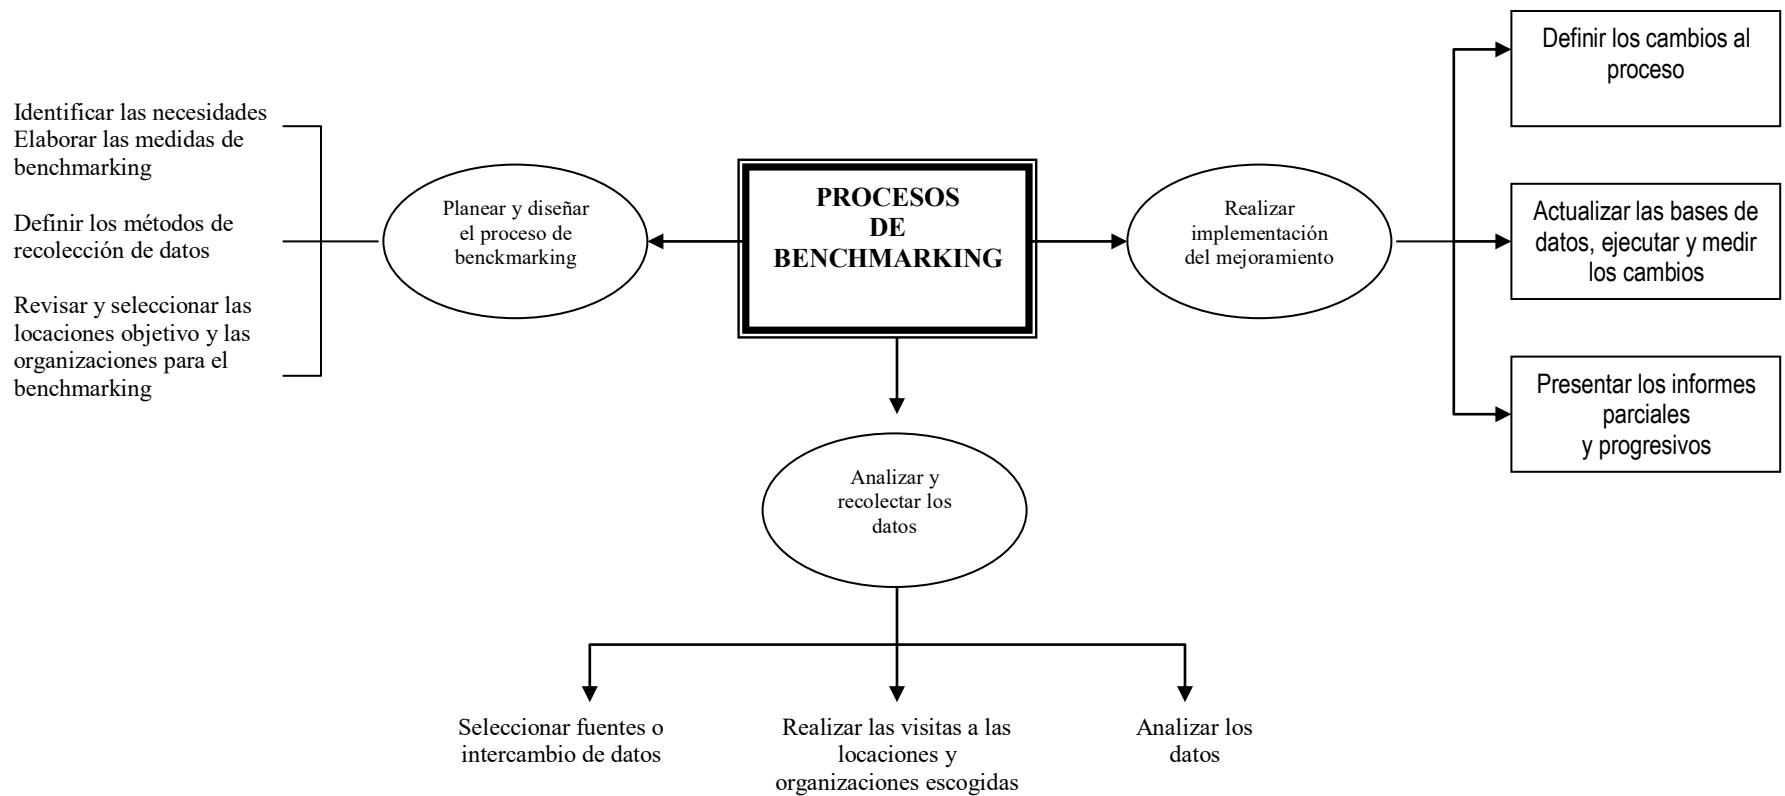 Identificar las necesidades
Elaborar las medidas de
benchmarking
Definir los métodos de
recolección de datos
Revisar y seleccionar las
locaciones objetivo y las
organizaciones para el
benchmarking
Planear y diseñar
el proceso de
benckmarking
PROCESOS
DE
BENCHMARKING
Realizar
implementación
del mejoramiento
Definir los cambios al
proceso
Actualizar las bases de
datos, ejecutar y medir
los cambios
Presentar los informes
parciales
y progresivos
Analizar y
recolectar los
datos
Seleccionar fuentes o
intercambio de datos
Realizar las visitas a las
locaciones y
organizaciones escogidas
Analizar los
datos